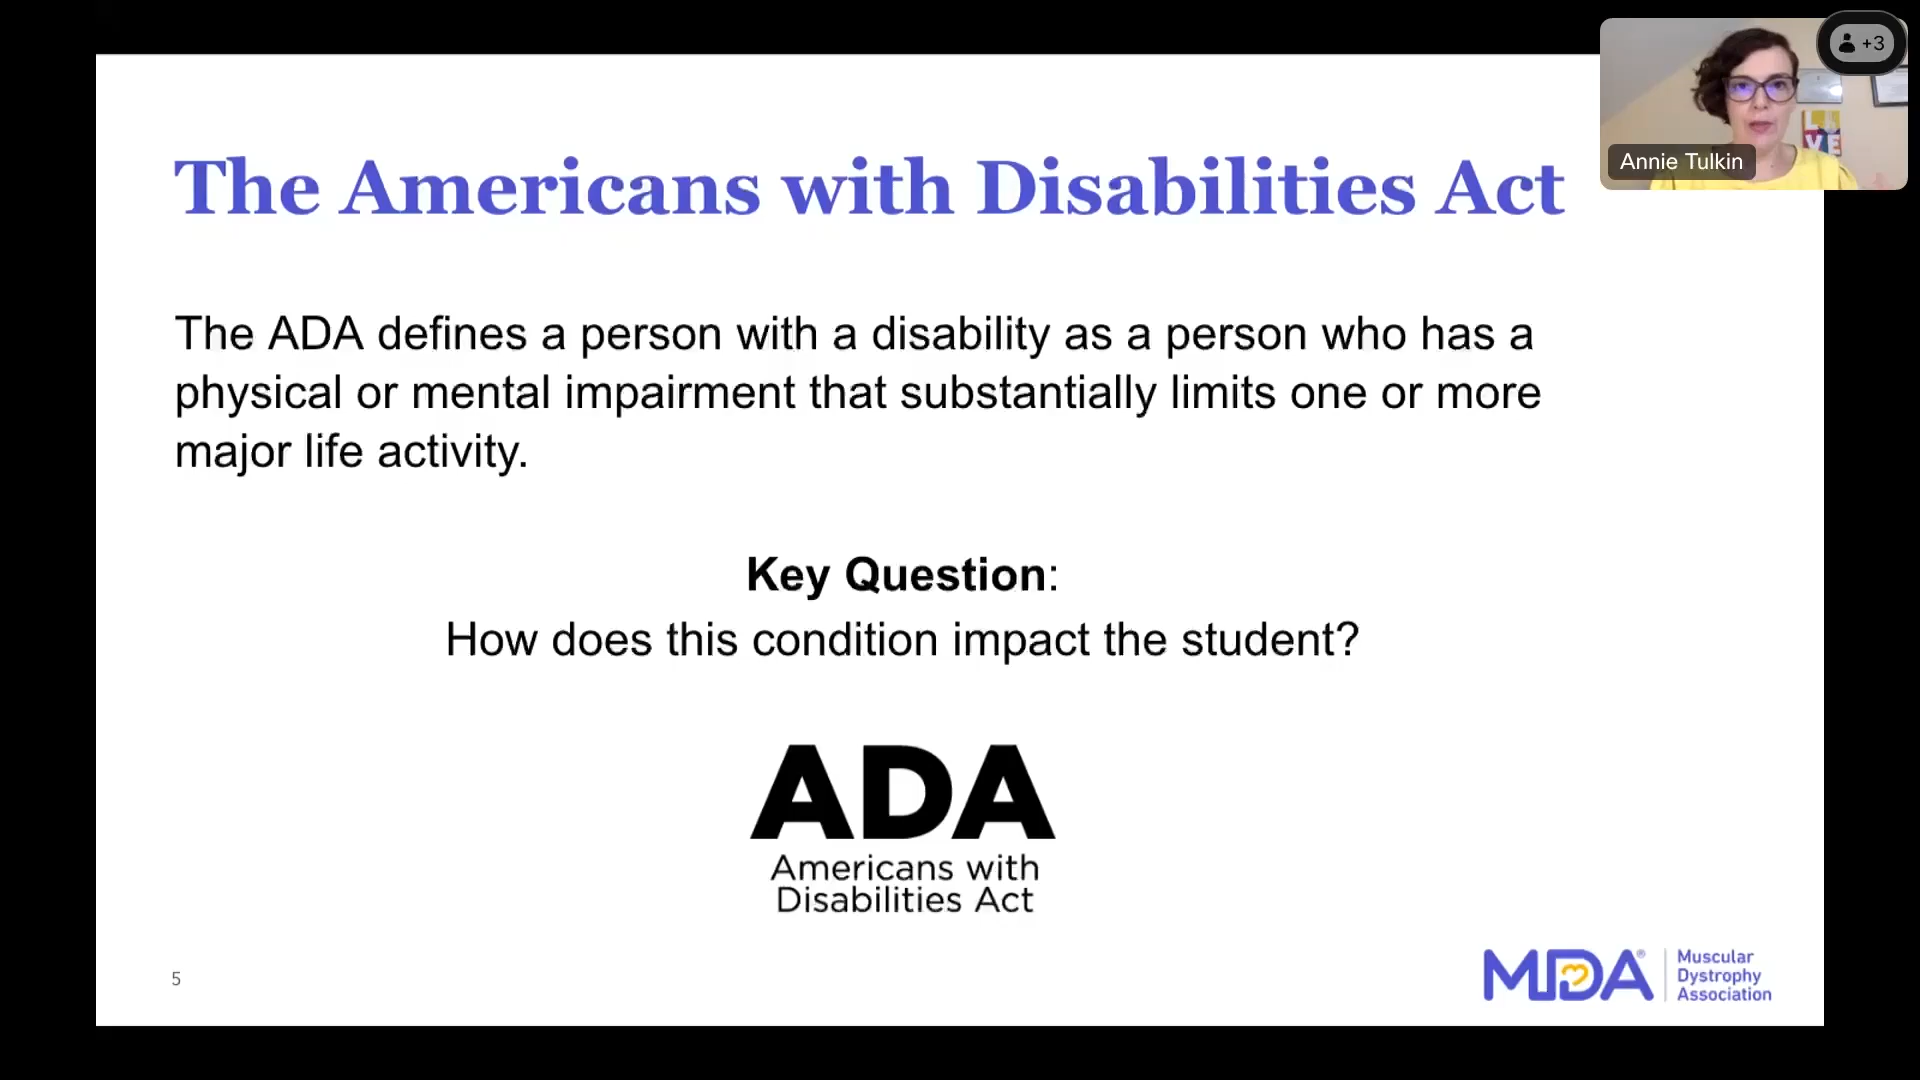 +3
Annie Tulkin
The Americans with Disabilities Act
The ADA defines a person with a disability as a person who has a
physical or mental impairment that substantially limits one or more
major life activity.
Key Question:
How does this condition impact the student?
ADA
Americans with
Disabilities Act
5
MDA®
Muscular
Dystrophy
Association